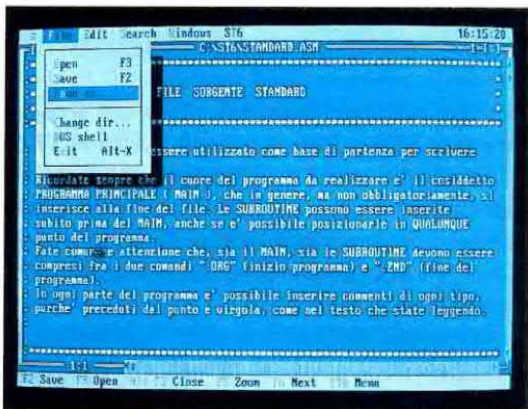 File Edit Search Windows ST6 16:15:20
C:\ST6\STANDARD.ASM
Open F3
Save F2
Save as...
Change dir...
DOS shell
Exit Alt-X
FILE SORGENTE STANDARD
essere utilizzato come base di partenza per scrivere
Ricordate sempre che il cuore del programma da realizzare e' il cosiddetto
PROGRAMMA PRINCIPALE ( MAIN ), che in genere, ma non obbligatoriamente, si
inserisce alla fine del file. Le SUBROUTINE possono essere inserite
subito prima del MAIN, anche se e' possibile posizionarle in QUALUNQUE
punto del programma.
Fate comunque attenzione che, sia il MAIN, sia le SUBROUTINE devono essere
compresi fra i due comandi ".ORG" (inizio programma) e ".END" (fine del
programma).
In ogni parte del programma e' possibile inserire commenti di ogni tipo,
purche' preceduti dal punto e virgola, come nel testo che state leggendo.
1:1
F2 Save F3 Open Close Zoom Next F10 Menu